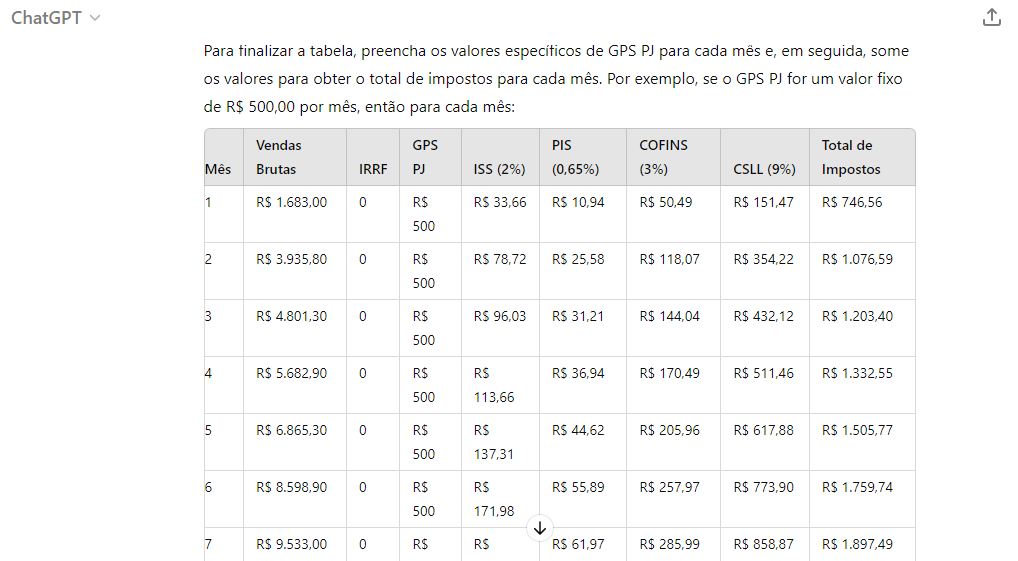 ChatGPT
Para finalizar a tabela, preencha os valores específicos de GPS PJ para cada mês e, em seguida, some
os valores para obter o total de impostos para cada mês. Por exemplo, se o GPS PJ for um valor fixo
de R$ 500,00 por mês, então para cada mês:
Mês Vendas Brutas IRRF GPS PJ ISS (2%) PIS (0,65%) COFINS (3%) CSLL (9%) Total de Impostos
1 R$ 1.683,00 0 R$ 500 R$ 33,66 R$ 10,94 R$ 50,49 R$ 151,47 R$ 746,56
2 R$ 3.935,80 0 R$ 500 R$ 78,72 R$ 25,58 R$ 118,07 R$ 354,22 R$ 1.076,59
3 R$ 4.801,30 0 R$ 500 R$ 96,03 R$ 31,21 R$ 144,04 R$ 432,12 R$ 1.203,40
4 R$ 5.682,90 0 R$ 500 R$ 113,66 R$ 36,94 R$ 170,49 R$ 511,46 R$ 1.332,55
5 R$ 6.865,30 0 R$ 500 R$ 137,31 R$ 44,62 R$ 205,96 R$ 617,88 R$ 1.505,77
6 R$ 8.598,90 0 R$ 500 R$ 171,98 R$ 55,89 R$ 257,97 R$ 773,90 R$ 1.759,74
7 R$ 9.533,00 0 R$ R$ R$ 61,97 R$ 285,99 R$ 858,87 R$ 1.897,49